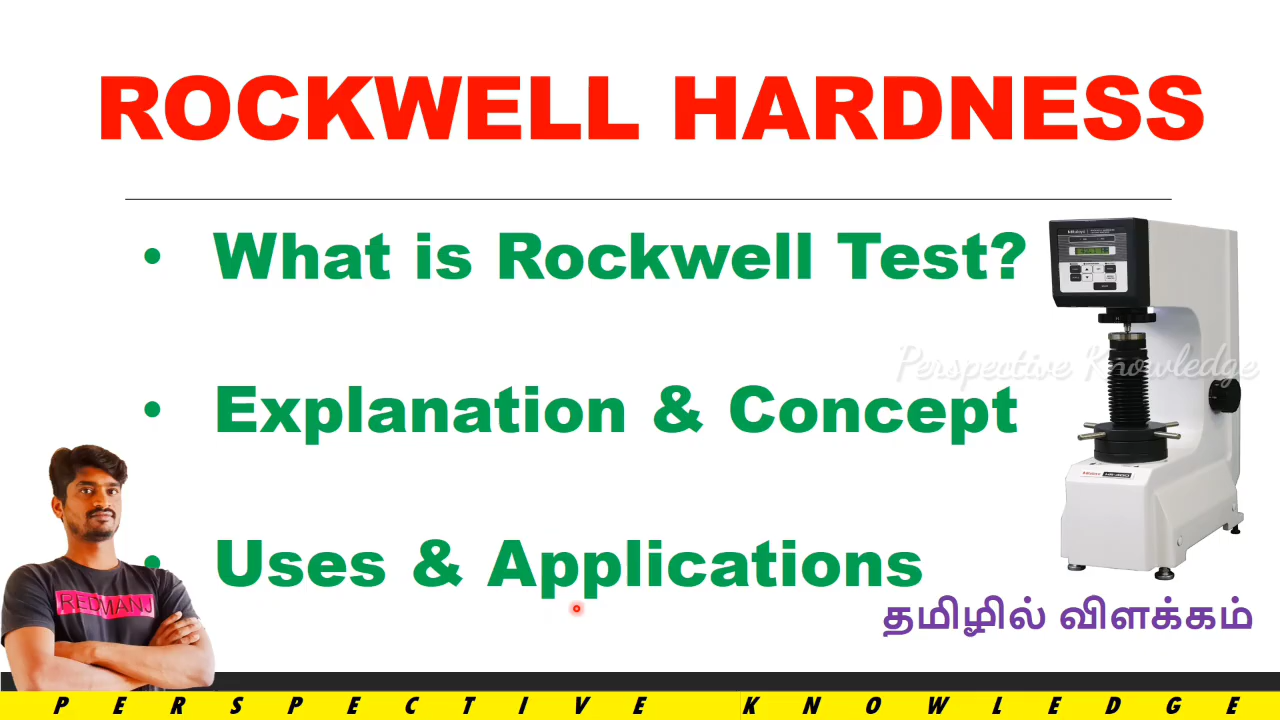 ROCKWELL HARDNESS
• What is Rockwell Test?
Perspective Knowledge
• Explanation & Concept
• Uses & Applications
REDMANJ
தமிழில் விளக்கம்
PERSPECTIVE KNOWLEDGE